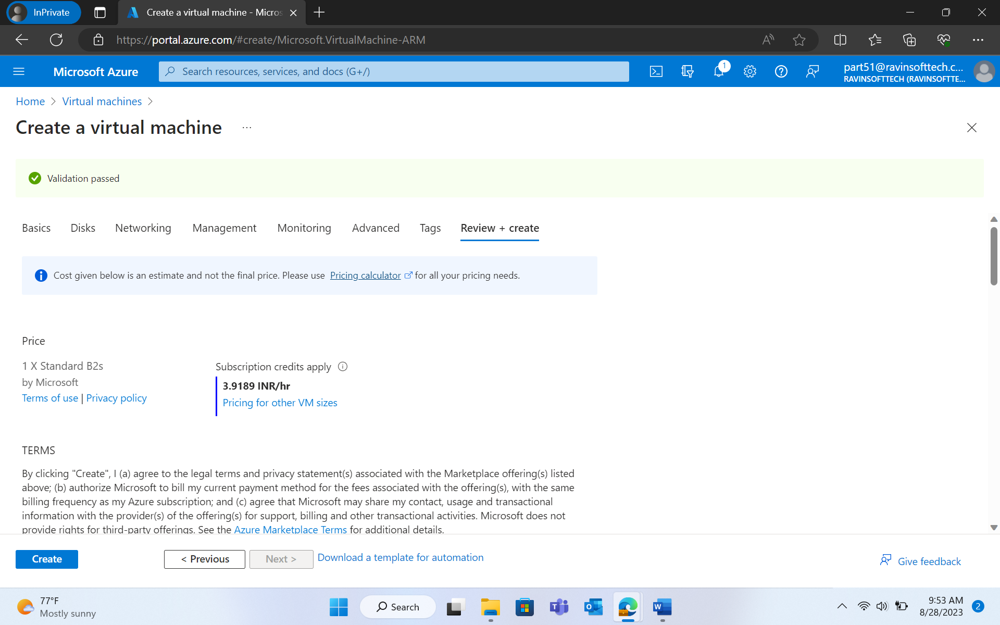 InPrivate
Create a virtual machine - Micros
https://portal.azure.com/#create/Microsoft.VirtualMachine-ARM
Microsoft Azure
Search resources, services, and docs (G+/)
1
part51@ravinsofttech.c...
RAVINSOFTTECH (RAVINSOFTTE...
Home > Virtual machines >
Create a virtual machine ...
Validation passed
Basics Disks Networking Management Monitoring Advanced Tags Review + create
Cost given below is an estimate and not the final price. Please use Pricing calculator for all your pricing needs.
Price
1 X Standard B2s
by Microsoft
Terms of use | Privacy policy
Subscription credits apply
3.9189 INR/hr
Pricing for other VM sizes
TERMS
By clicking "Create", I (a) agree to the legal terms and privacy statement(s) associated with the Marketplace offering(s) listed
above; (b) authorize Microsoft to bill my current payment method for the fees associated with the offering(s), with the same
billing frequency as my Azure subscription; and (c) agree that Microsoft may share my contact, usage and transactional
information with the provider(s) of the offering(s) for support, billing and other transactional activities. Microsoft does not
provide rights for third-party offerings. See the Azure Marketplace Terms for additional details.
Create
< Previous
Next >
Download a template for automation
Give feedback
77°F
Mostly sunny
Search
9:53 AM
8/28/2023
2